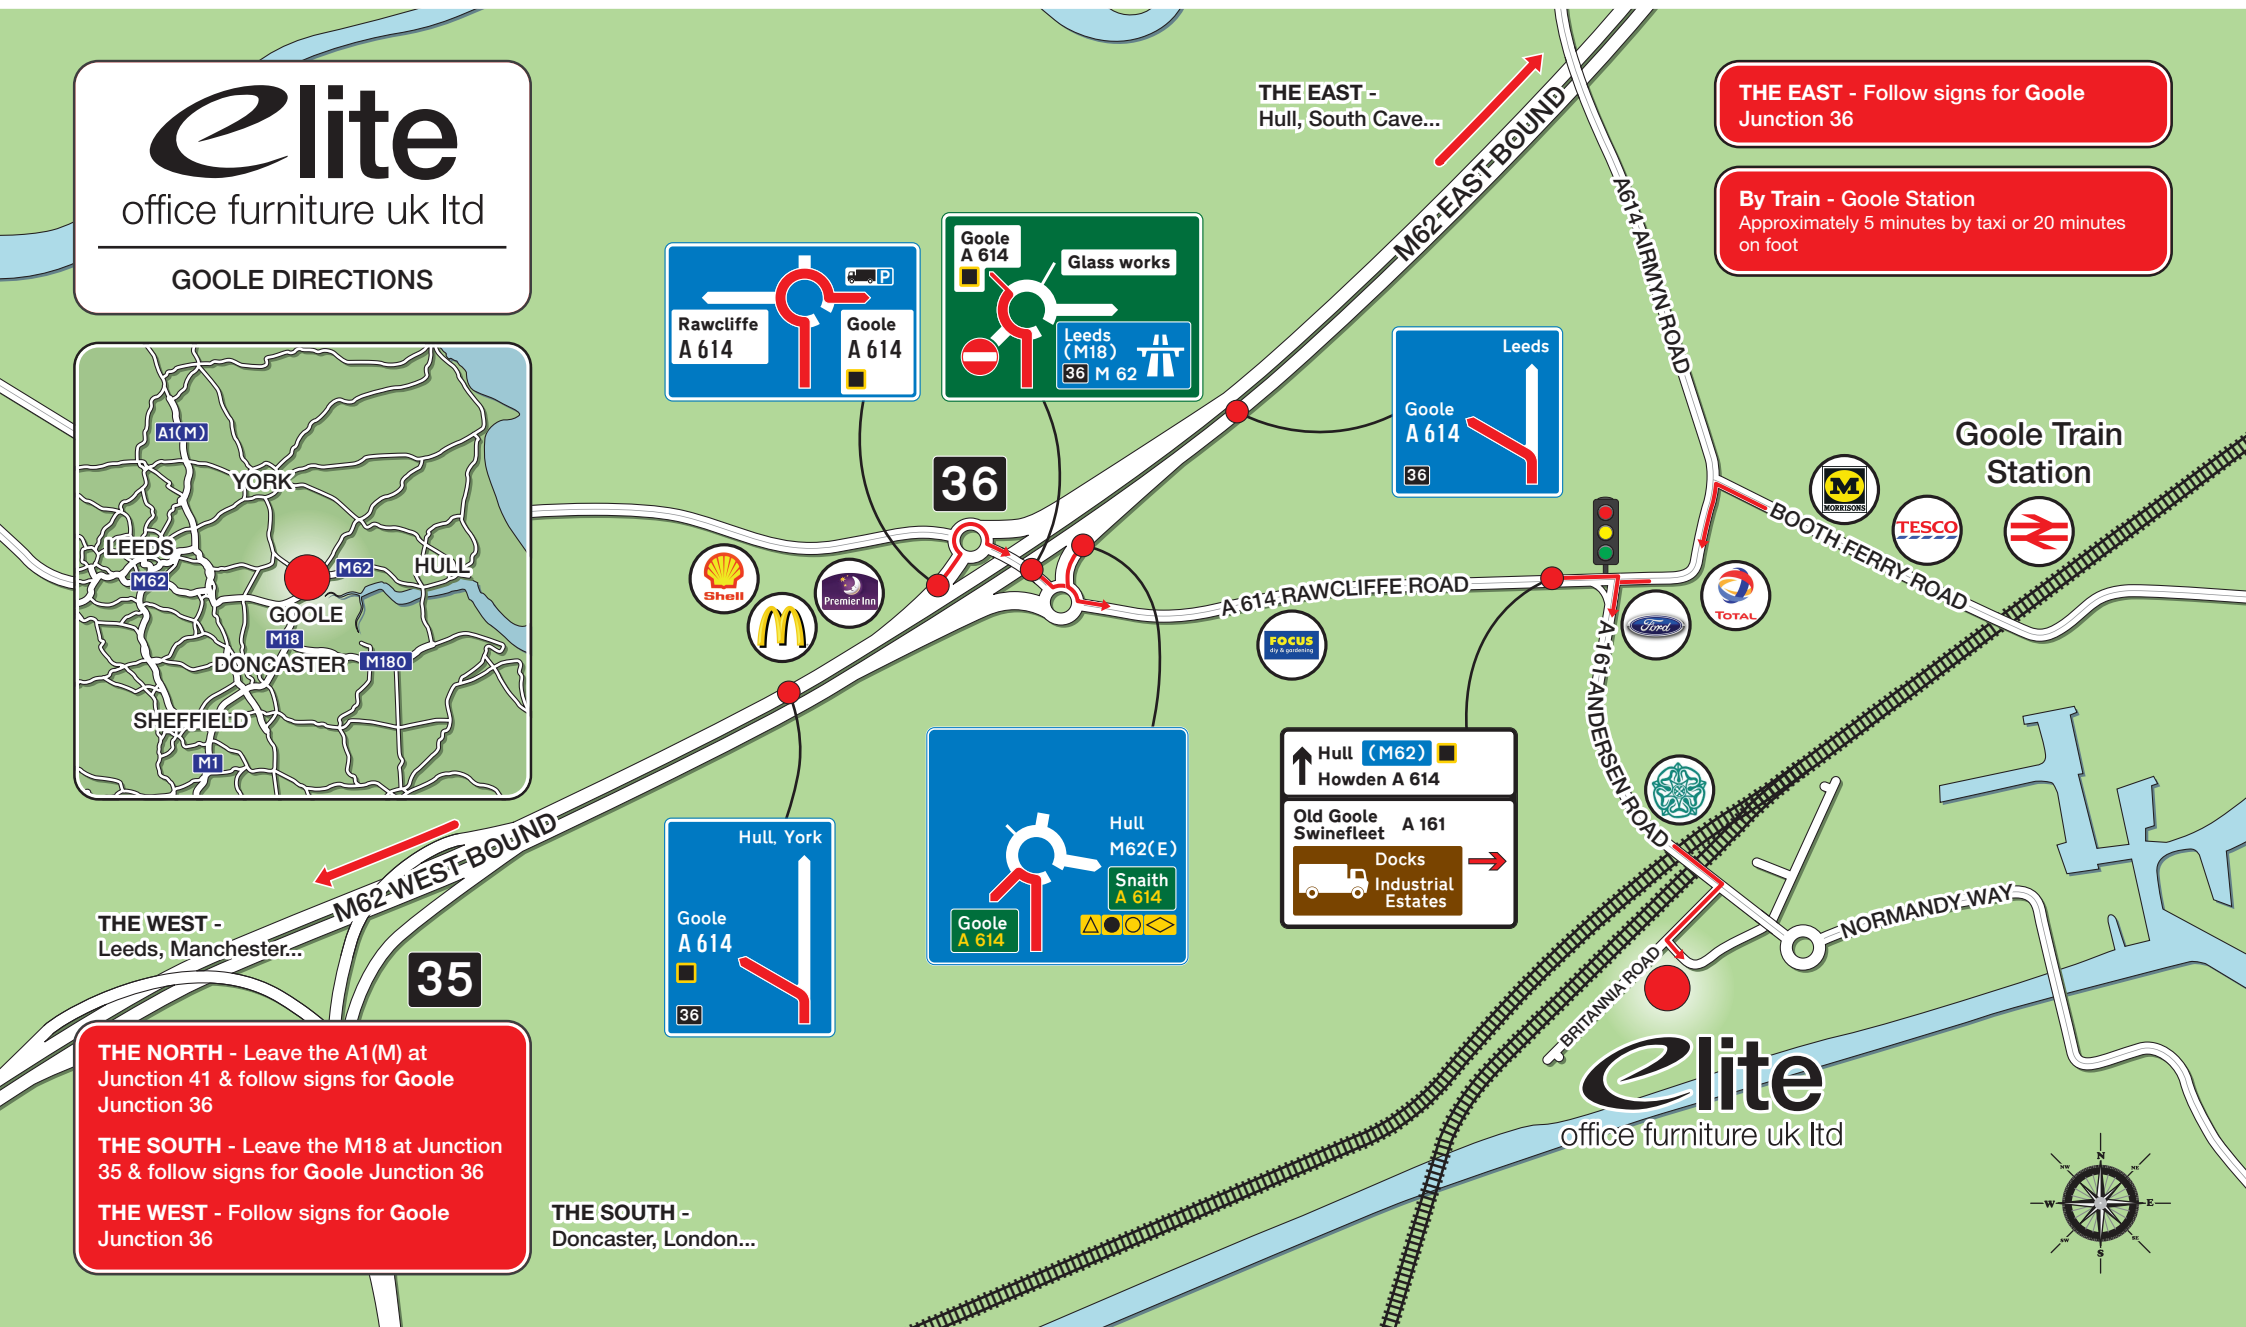 elite
office furniture uk ltd
GOOLE DIRECTIONS
A1(M)
YORK
LEEDS
M62
M62
HULL
GOOLE
M18
DONCASTER
M180
SHEFFIELD
M1
THE EAST -
Hull, South Cave...
M62 EAST-BOUND
THE EAST - Follow signs for Goole
Junction 36
By Train - Goole Station
Approximately 5 minutes by taxi or 20 minutes
on foot
A614 AIRMYN ROAD
Rawcliffe
A 614
P
Goole
A 614
Goole
A 614
Glass works
Leeds
(M18)
36 M 62
Leeds
Goole
A 614
36
36
Goole Train
Station
M
MORRISONS
TESCO
BOOTH FERRY ROAD
Shell
M
Premier Inn
A 614 RAWCLIFFE ROAD
FOCUS
diy & gardening
Ford
TOTAL
A 161 ANDERSEN ROAD
Hull (M62)
Howden A 614
Old Goole
Swinefleet A 161
Docks
Industrial
Estates
Hull
M62(E)
Snaith
A 614
Goole
A 614
Hull, York
Goole
A 614
36
M62 WEST-BOUND
THE WEST -
Leeds, Manchester...
35
THE NORTH - Leave the A1(M) at
Junction 41 & follow signs for Goole
Junction 36
THE SOUTH - Leave the M18 at Junction
35 & follow signs for Goole Junction 36
THE WEST - Follow signs for Goole
Junction 36
THE SOUTH -
Doncaster, London...
NORMANDY WAY
BRITANNIA ROAD
elite
office furniture uk ltd
N
NW
NE
W
E
SW
SE
S